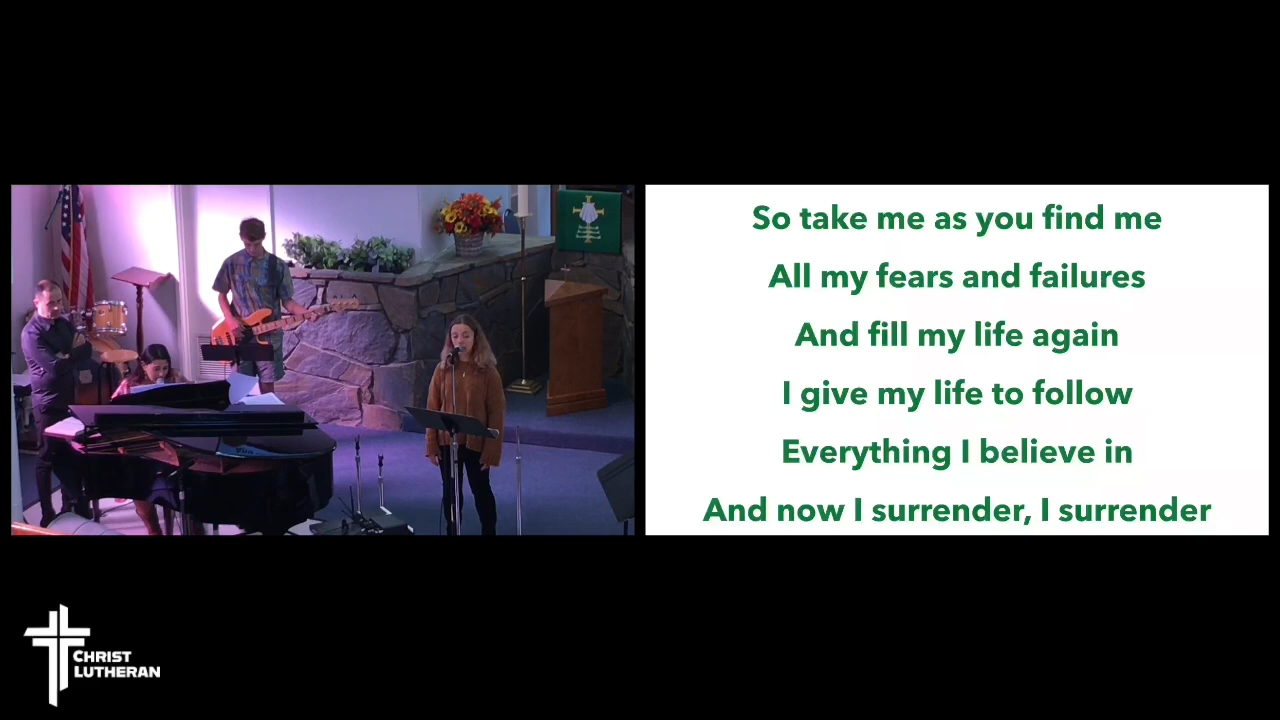 So take me as you find me
All my fears and failures
And fill my life again
I give my life to follow
Everything I believe in
And now I surrender, I surrender
CHRIST
LUTHERAN